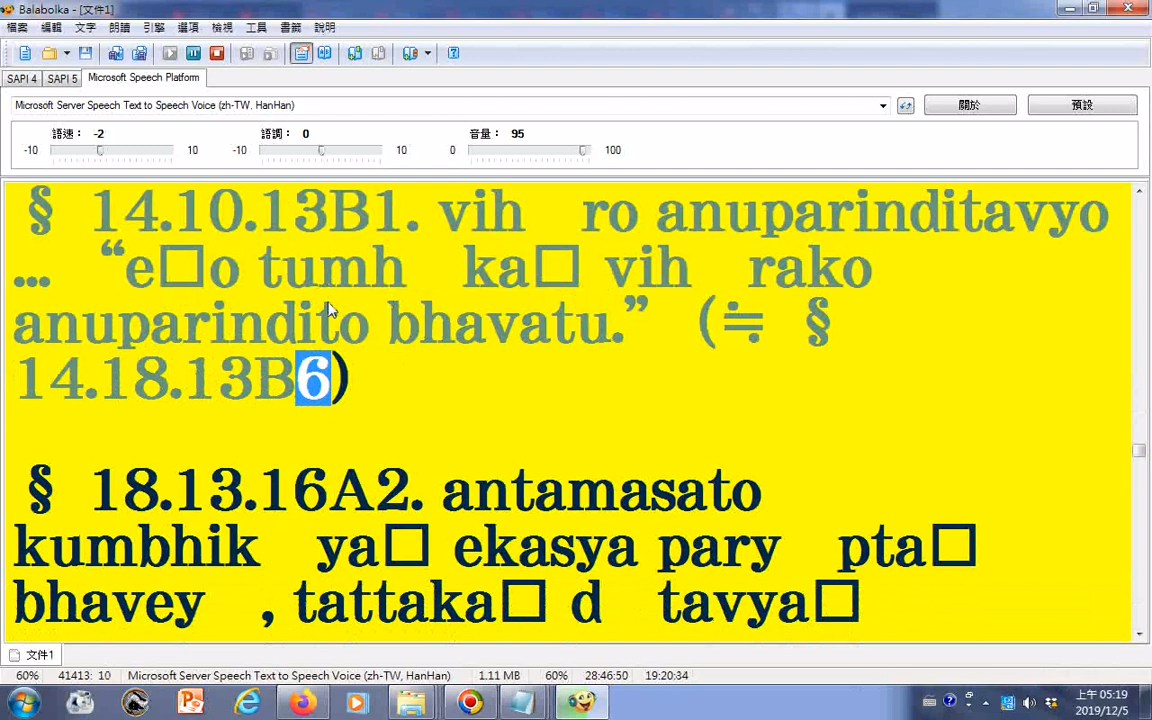 Balabolka - [文件1]
檔案 編輯 文字 朗讀 引擎 選項 檢視 工具 書籤 說明
SAPI 4 SAPI 5 Microsoft Speech Platform
Microsoft Server Speech Text to Speech Voice (zh-TW, HanHan) 關於 預設
語速： -2 語調： 0 音量： 95
-10 10 -10 10 0 100
§ 14.10.13B1. vih ro anuparinditavyo
… “e□o tumh ka□ vih rako
anuparindito bhavatu.” (≒ §
14.18.13B6)
§ 18.13.16A2. antamasato
kumbhik ya□ ekasya pary pta□
bhavey , tattaka□ d tavya□
文件1
60% 41413: 10 Microsoft Server Speech Text to Speech Voice (zh-TW, HanHan) 1.11 MB 60% 28:46:50 19:20:34
上午 05:19
2019/12/5